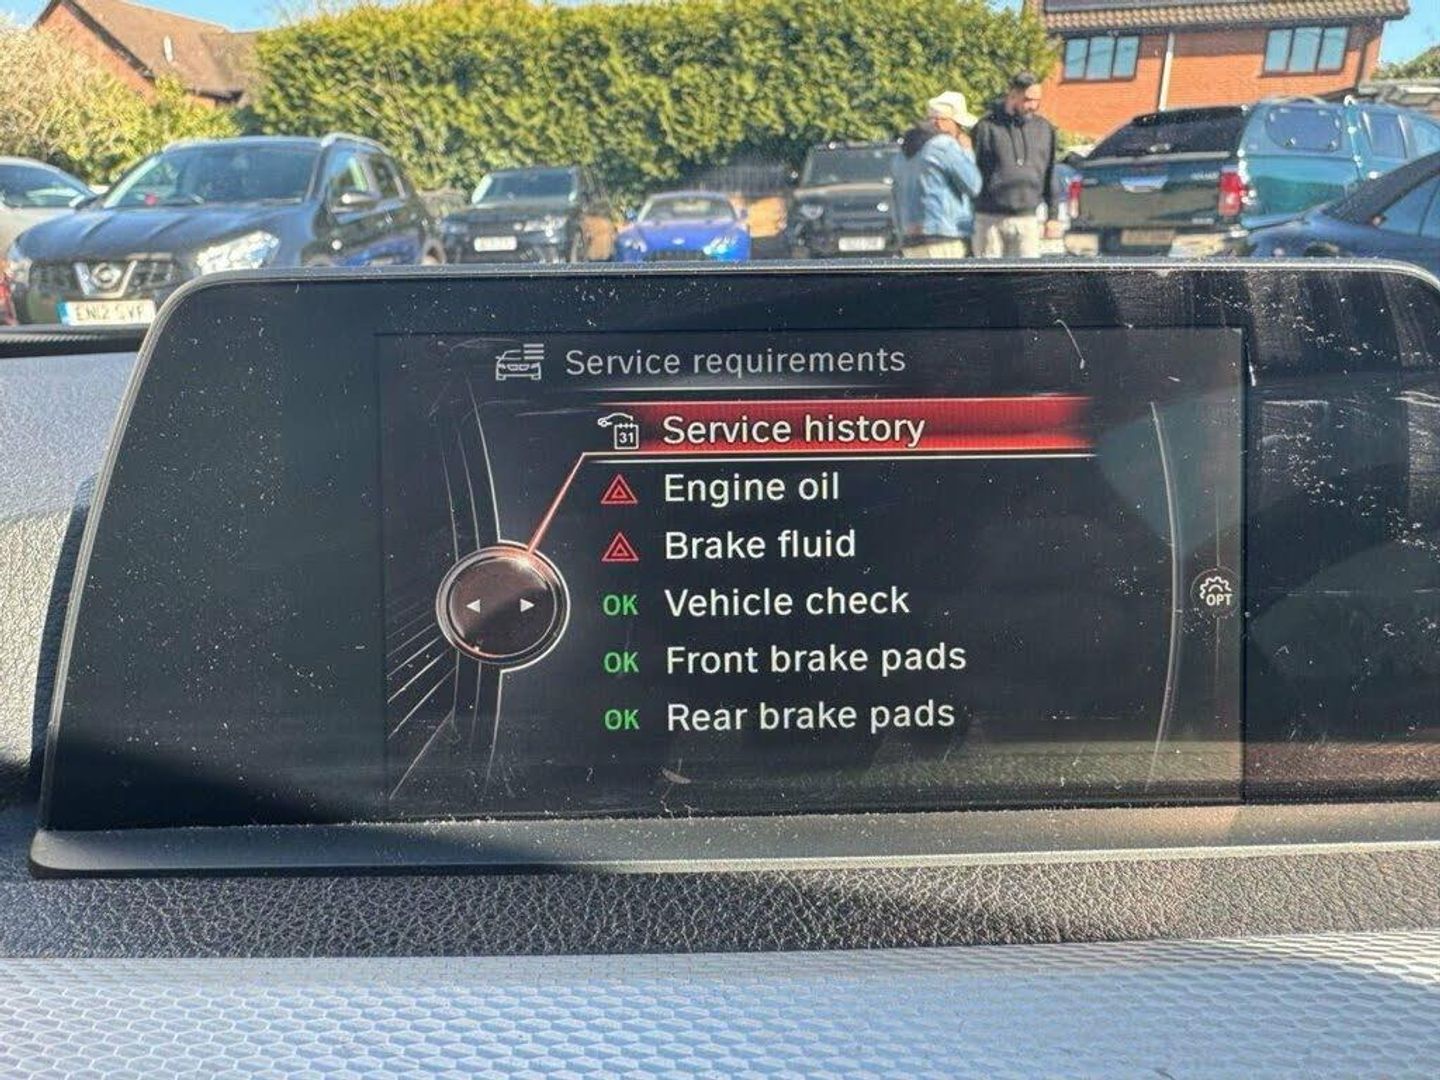 Service requirements
31 Service history
Engine oil
Brake fluid
OK Vehicle check
OPT
OK Front brake pads
OK Rear brake pads